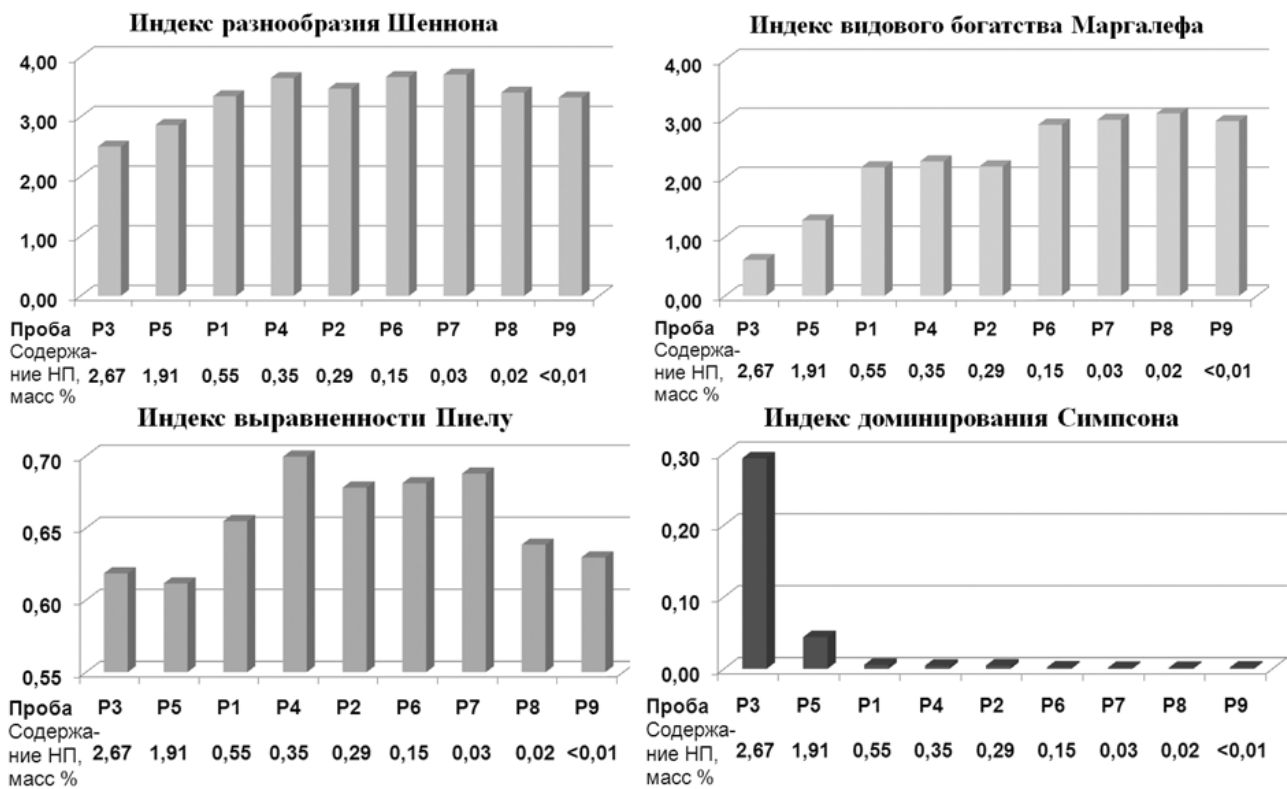 Индекс разнообразия Шеннона
4,00
3,00
2,00
1,00
0,00
Проба P3 P5 P1 P4 P2 P6 P7 P8 P9
Содержа-
ние НП, 2,67 1,91 0,55 0,35 0,29 0,15 0,03 0,02 <0,01
масс %
Индекс видового богатства Маргалефа
4,00
3,00
2,00
1,00
0,00
Проба P3 P5 P1 P4 P2 P6 P7 P8 P9
Содержа-
ние НП, 2,67 1,91 0,55 0,35 0,29 0,15 0,03 0,02 <0,01
масс %
Индекс выравненности Пиелу
0,70
0,65
0,60
0,55
Проба P3 P5 P1 P4 P2 P6 P7 P8 P9
Содержа-
ние НП, 2,67 1,91 0,55 0,35 0,29 0,15 0,03 0,02 <0,01
масс %
Индекс доминирования Симпсона
0,30
0,20
0,10
0,00
Проба P3 P5 P1 P4 P2 P6 P7 P8 P9
Содержа-
ние НП, 2,67 1,91 0,55 0,35 0,29 0,15 0,03 0,02 <0,01
масс %